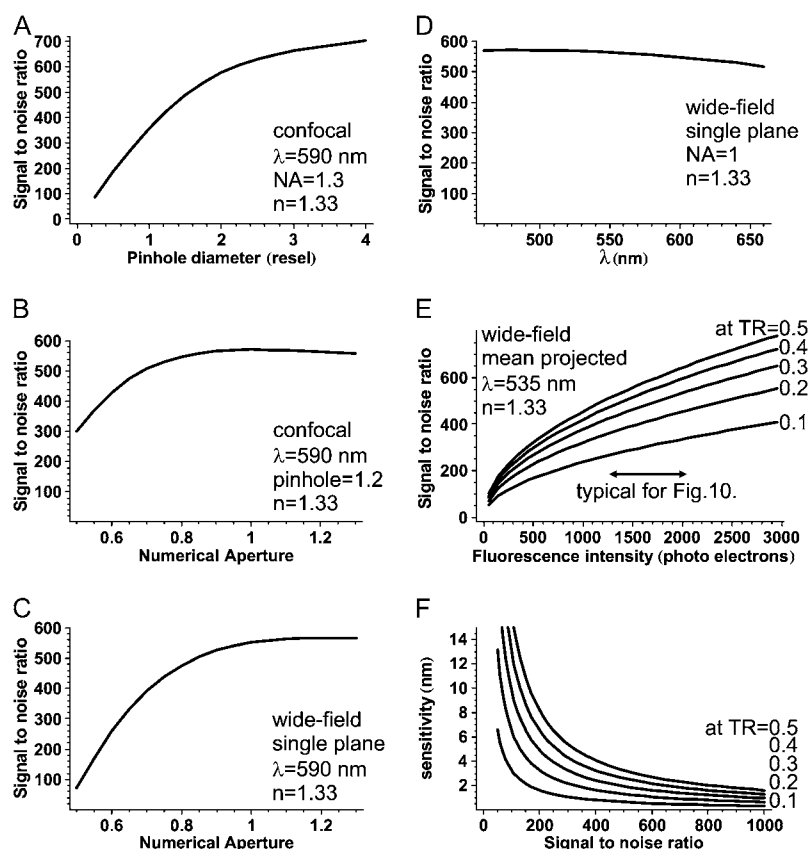 A
Signal to noise ratio
700
600
500
400
300
200
100
0
0 1 2 3 4
Pinhole diameter (resel)
confocal
λ=590 nm
NA=1.3
n=1.33
B
Signal to noise ratio
600
500
400
300
200
100
0.6 0.8 1 1.2
Numerical Aperture
confocal
λ=590 nm
pinhole=1.2
n=1.33
C
Signal to noise ratio
600
500
400
300
200
100
0.6 0.8 1 1.2
Numerical Aperture
wide-field
single plane
λ=590 nm
n=1.33
D
Signal to noise ratio
600
500
400
300
200
100
500 550 600 650
λ(nm)
wide-field
single plane
NA=1
n=1.33
E
Signal to noise ratio
600
400
200
0
0 500 1000 1500 2000 2500 3000
Fluorescence intensity (photo electrons)
wide-field
mean projected
λ=535 nm
n=1.33
at TR=0.5
0.4
0.3
0.2
0.1
typical for Fig.10.
F
sensitivity (nm)
14
12
10
8
6
4
2
0 200 400 600 800 1000
Signal to noise ratio
at TR=0.5
0.4
0.3
0.2
0.1